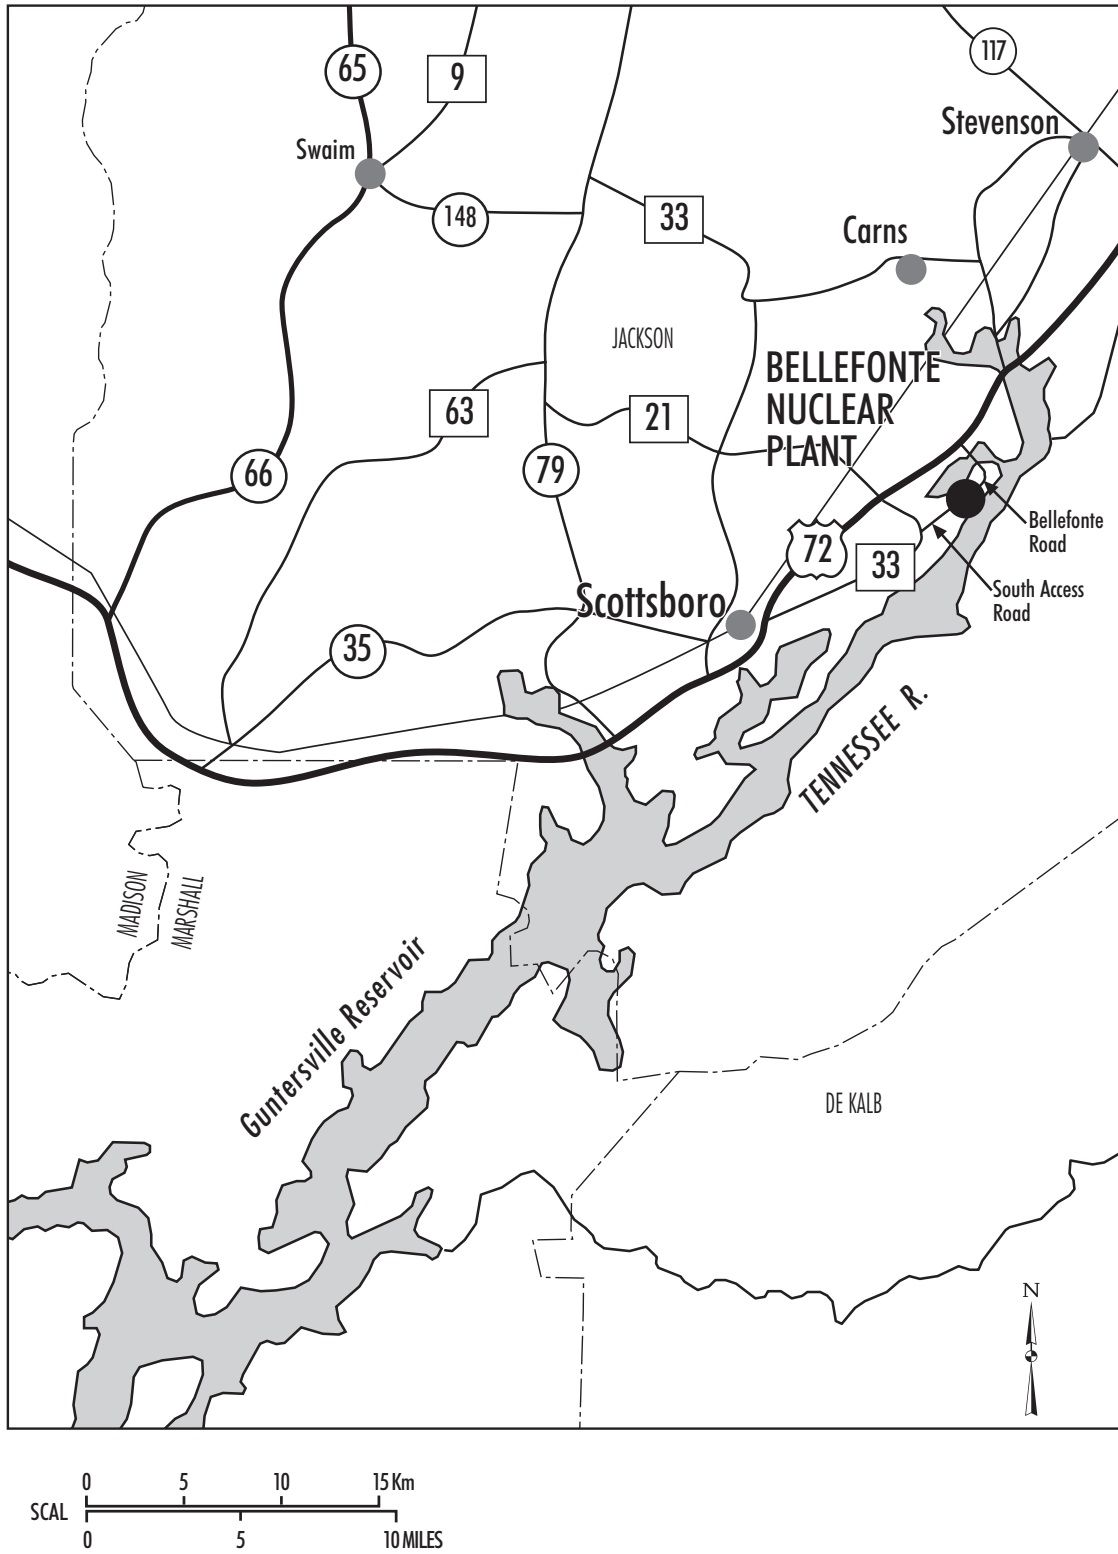 65
9
117
Stevenson
Swaim
148
33
Carns
JACKSON
BELLEFONTE
NUCLEAR
PLANT
63
21
66
79
Bellefonte
Road
72
33
South Access
Road
Scottsboro
35
TENNESSEE R.
MADISON
MARSHALL
Guntersville Reservoir
DE KALB
N
0 5 10 15 Km
SCAL
0 5 10 MILES